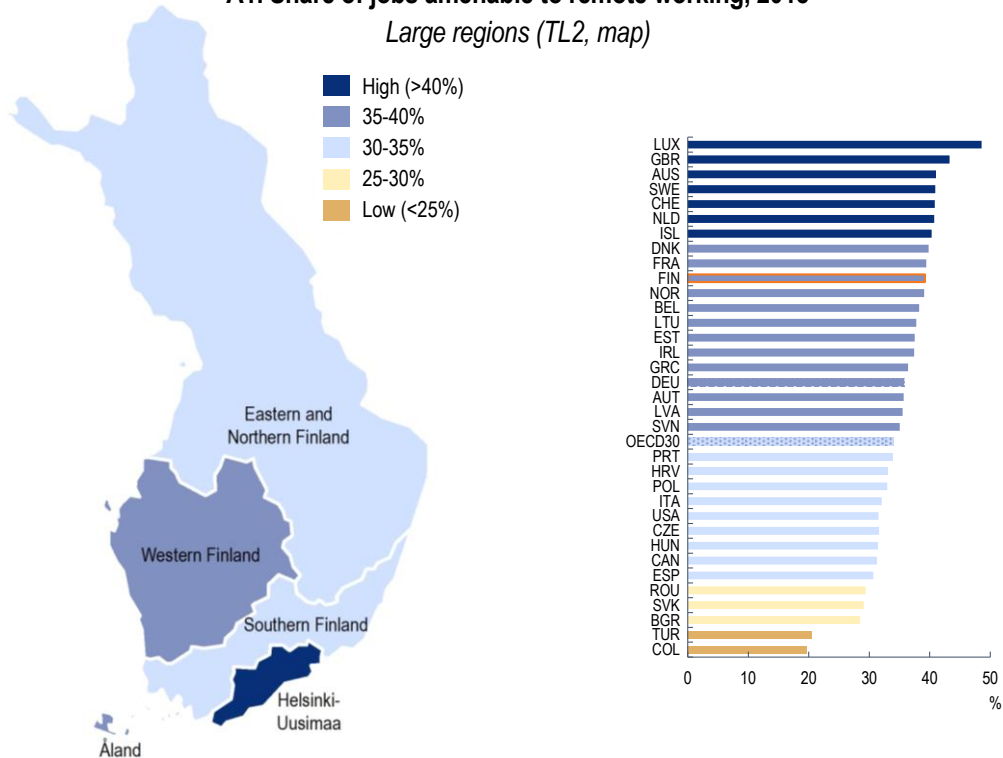 Large regions (TL2, map)
High (>40%)
35-40%
30-35%
25-30%
Low (<25%)
Eastern and
Northern Finland
Western Finland
Southern Finland
Helsinki-
Uusimaa
Åland
LUX
GBR
AUS
SWE
CHE
NLD
ISL
DNK
FRA
FIN
NOR
BEL
LTU
EST
IRL
GRC
DEU
AUT
LVA
SVN
OECD30
PRT
HRV
POL
ITA
USA
CZE
HUN
CAN
ESP
ROU
SVK
BGR
TUR
COL
0 10 20 30 40 50
%